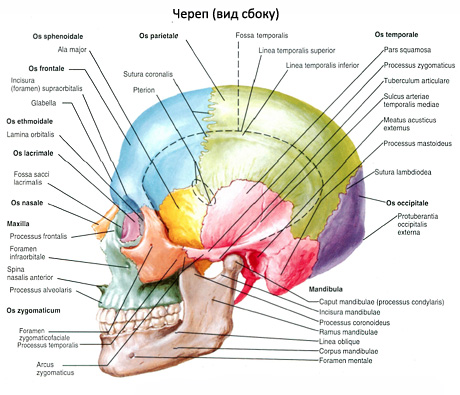 Череп (вид сбоку)
Os sphenoidale
Ala major
Os frontale
Incisura
(foramen) supraorbitalis
Glabella
Os ethmoidale
Lamina orbitalis
Os lacrimale
Fossa sacci
lacrimalis
Os nasale
Maxilla
Processus frontalis
Foramen
infraorbitale
Spina
nasalis anterior
Processus alveolaris
Os zygomaticum
Foramen
zygomaticofaciale
Processus temporalis
Arcus
zygomaticus
Os parietale
Sutura coronalis
Pterion
Fossa temporalis
Linea temporalis superior
Linea temporalis inferior
Os temporale
Pars squamosa
Processus zygomaticus
Tuberculum articulare
Sulcus arteriae
temporalis mediae
Meatus acusticus
externus
Processus mastoideus
Sutura lambdiodea
Os occipitale
Protuberantia
occipitalis
externa
Mandibula
Caput mandibulae (processus condylaris)
Incisura mandibulae
Processus coronoideus
Ramus mandibulae
Linea oblique
Corpus mandibulae
Foramen mentale